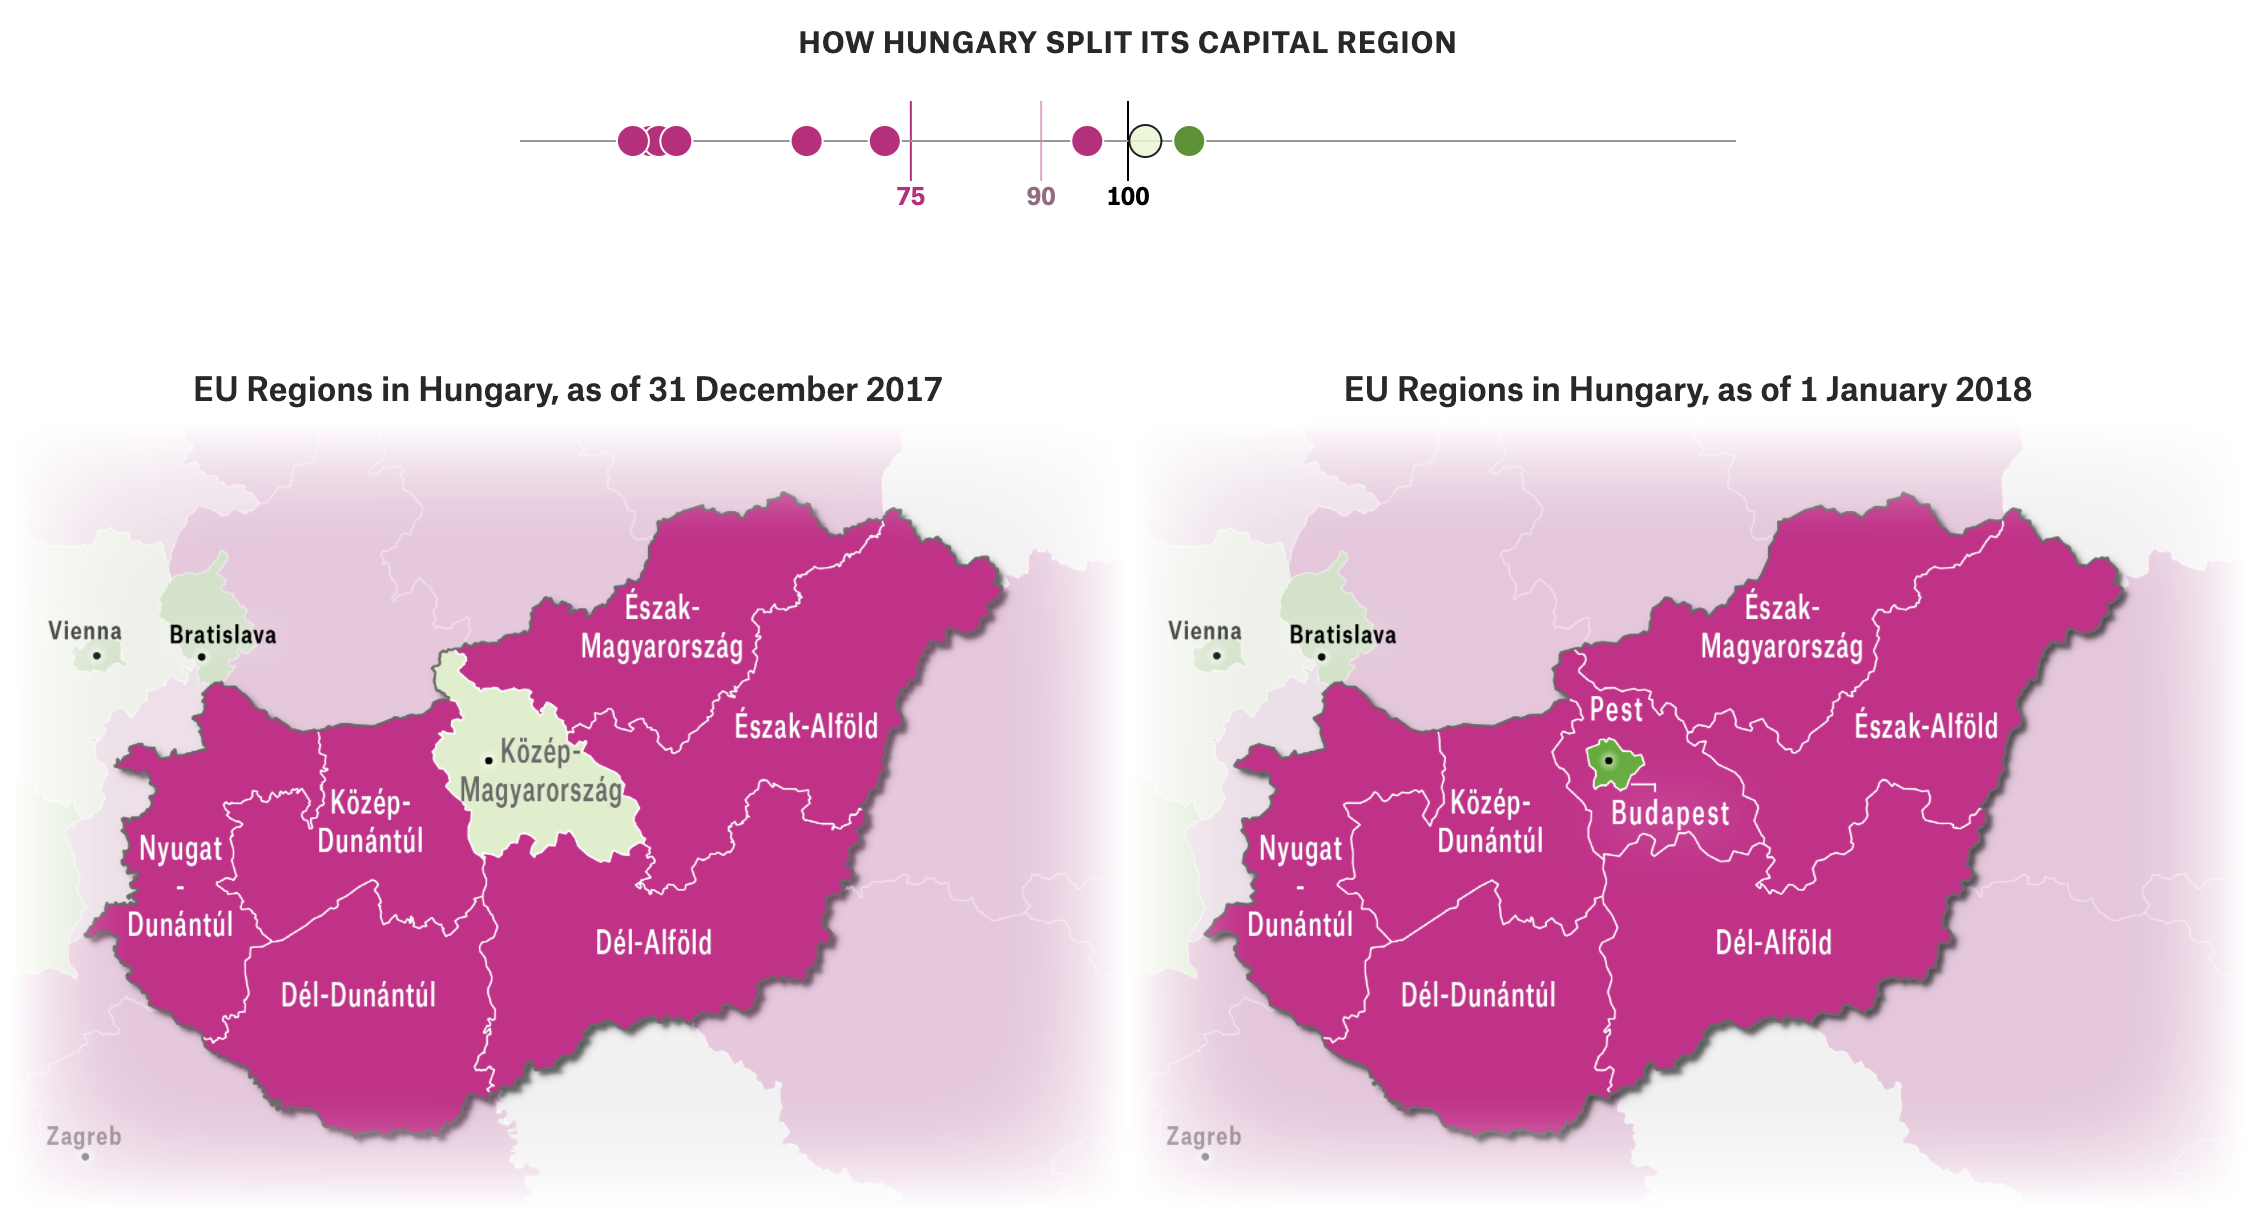 HOW HUNGARY SPLIT ITS CAPITAL REGION
75
90
100
EU Regions in Hungary, as of 31 December 2017
Vienna
Bratislava
Észak-
Magyarország
Észak-Alföld
Közép-
Magyarország
Közép-
Dunántúl
Nyugat
-
Dunántúl
Dél-Alföld
Dél-Dunántúl
Zagreb
EU Regions in Hungary, as of 1 January 2018
Vienna
Bratislava
Észak-
Magyarország
Pest
Észak-Alföld
Budapest
Közép-
Dunántúl
Nyugat
-
Dunántúl
Dél-Alföld
Dél-Dunántúl
Zagreb